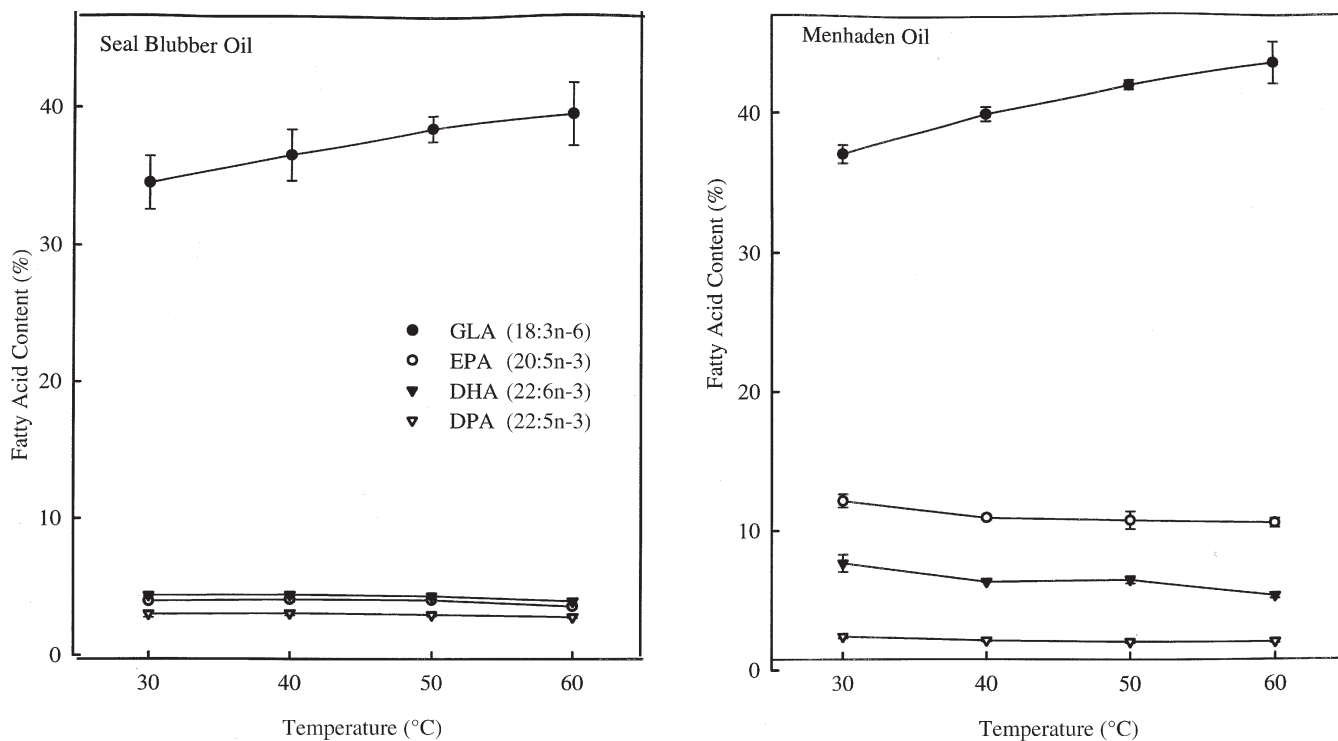 Seal Blubber Oil
Fatty Acid Content (%)
40
30
20
10
0
GLA (18:3n-6)
EPA (20:5n-3)
DHA (22:6n-3)
DPA (22:5n-3)
30 40 50 60
Temperature (°C)
Menhaden Oil
Fatty Acid Content (%)
40
30
20
10
0
30 40 50 60
Temperature (°C)